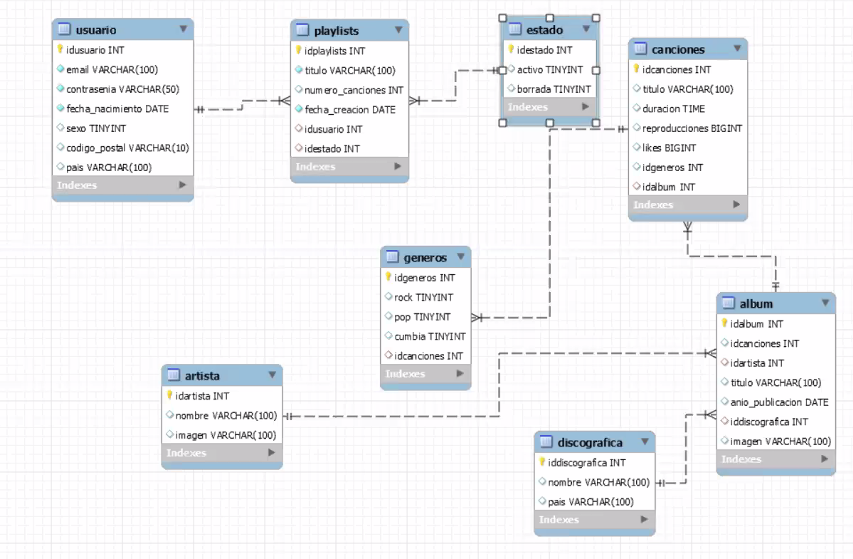 usuario
idusuario INT
email VARCHAR(100)
contrasenia VARCHAR(50)
fecha_nacimiento DATE
sexo TINYINT
codigo_postal VARCHAR(10)
pais VARCHAR(100)
Indexes
playlists
idplaylists INT
titulo VARCHAR(100)
numero_canciones INT
fecha_creacion DATE
idusuario INT
idestado INT
Indexes
estado
idestado INT
activo TINYINT
borrada TINYINT
Indexes
canciones
idcanciones INT
titulo VARCHAR(100)
duracion TIME
reproducciones BIGINT
likes BIGINT
idgeneros INT
idalbum INT
Indexes
generos
idgeneros INT
rock TINYINT
pop TINYINT
cumbia TINYINT
idcanciones INT
Indexes
album
idalbum INT
idcanciones INT
idartista INT
titulo VARCHAR(100)
anio_publicacion DATE
iddiscografica INT
imagen VARCHAR(100)
Indexes
artista
idartista INT
nombre VARCHAR(100)
imagen VARCHAR(100)
Indexes
discografica
iddiscografica INT
nombre VARCHAR(100)
pais VARCHAR(100)
Indexes